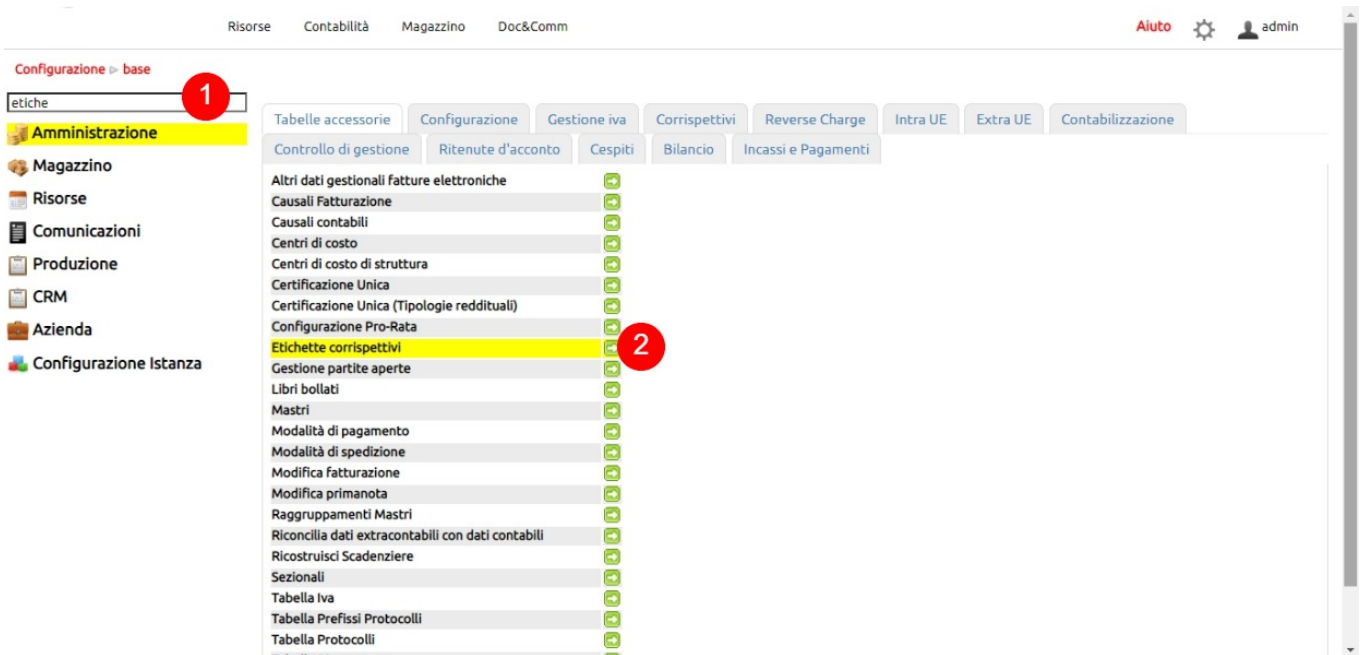 Risorse Contabilità Magazzino Doc&Comm Aiuto admin
Configurazione ▷ base
etiche
1
Amministrazione
Magazzino
Risorse
Comunicazioni
Produzione
CRM
Azienda
Configurazione Istanza
Tabelle accessorie Configurazione Gestione iva Corrispettivi Reverse Charge Intra UE Extra UE Contabilizzazione
Controllo di gestione Ritenute d'acconto Cespiti Bilancio Incassi e Pagamenti
Altri dati gestionali fatture elettroniche
Causali Fatturazione
Causali contabili
Centri di costo
Centri di costo di struttura
Certificazione Unica
Certificazione Unica (Tipologie reddituali)
Configurazione Pro-Rata
Etichette corrispettivi 2
Gestione partite aperte
Libri bollati
Mastri
Modalità di pagamento
Modalità di spedizione
Modifica fatturazione
Modifica primanota
Raggruppamenti Mastri
Riconcilia dati extracontabili con dati contabili
Ricostruisci Scadenziere
Sezionali
Tabella Iva
Tabella Prefissi Protocolli
Tabella Protocolli